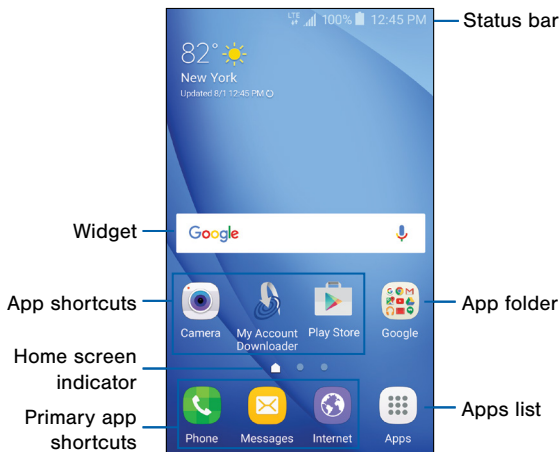 LTE 100% 12:45 PM
Status bar
82°
New York
Updated 8/1 12:45 PM
Widget
Google
App shortcuts
Camera
My Account
Downloader
Play Store
Google
App folder
Home screen
indicator
Primary app
shortcuts
Phone
Messages
Internet
Apps
Apps list